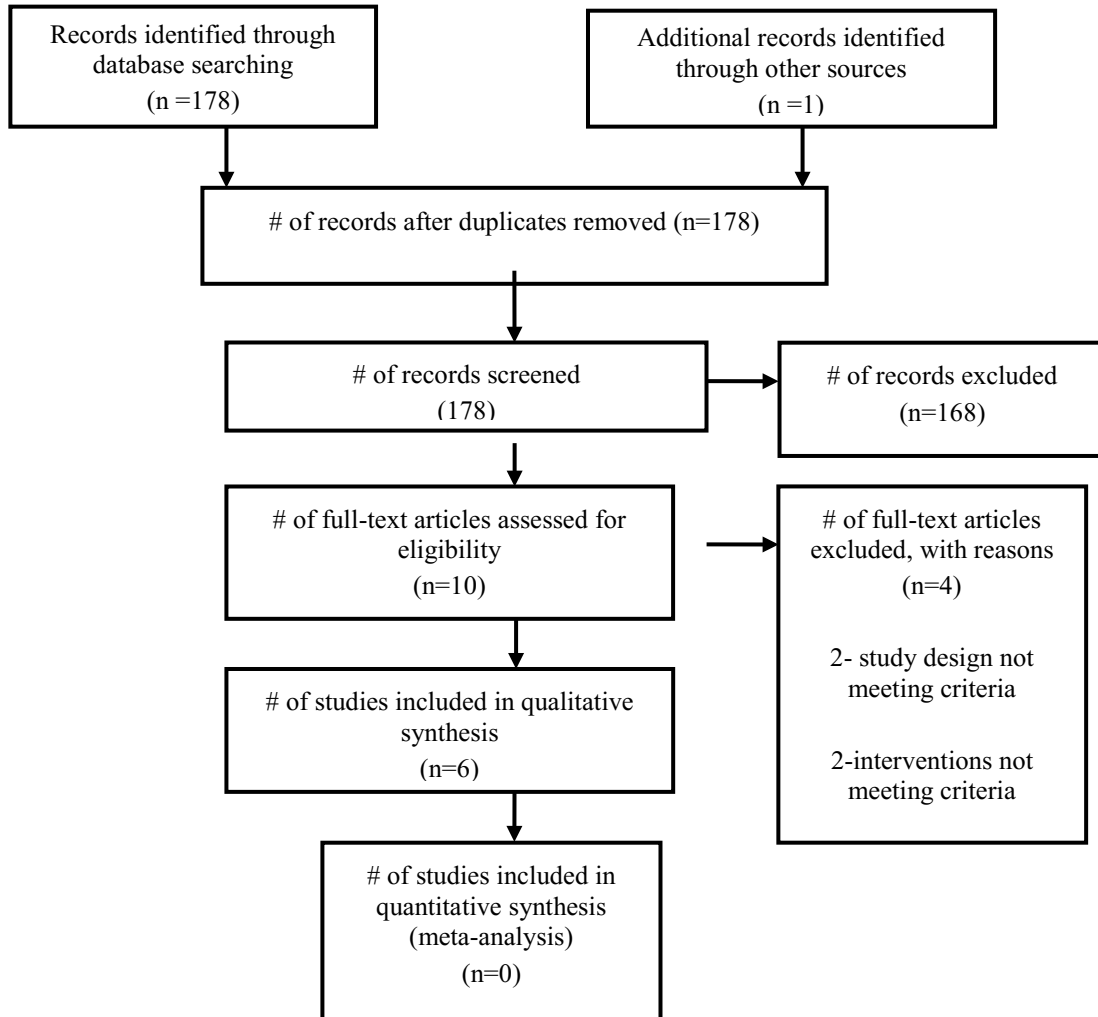 Records identified through
database searching
(n =178)
Additional records identified
through other sources
(n =1)
# of records after duplicates removed (n=178)
# of records screened
(178)
# of records excluded
(n=168)
# of full-text articles assessed for
eligibility
(n=10)
# of full-text articles
excluded, with reasons
(n=4)
2- study design not
meeting criteria
2-interventions not
meeting criteria
# of studies included in qualitative
synthesis
(n=6)
# of studies included in
quantitative synthesis
(meta-analysis)
(n=0)